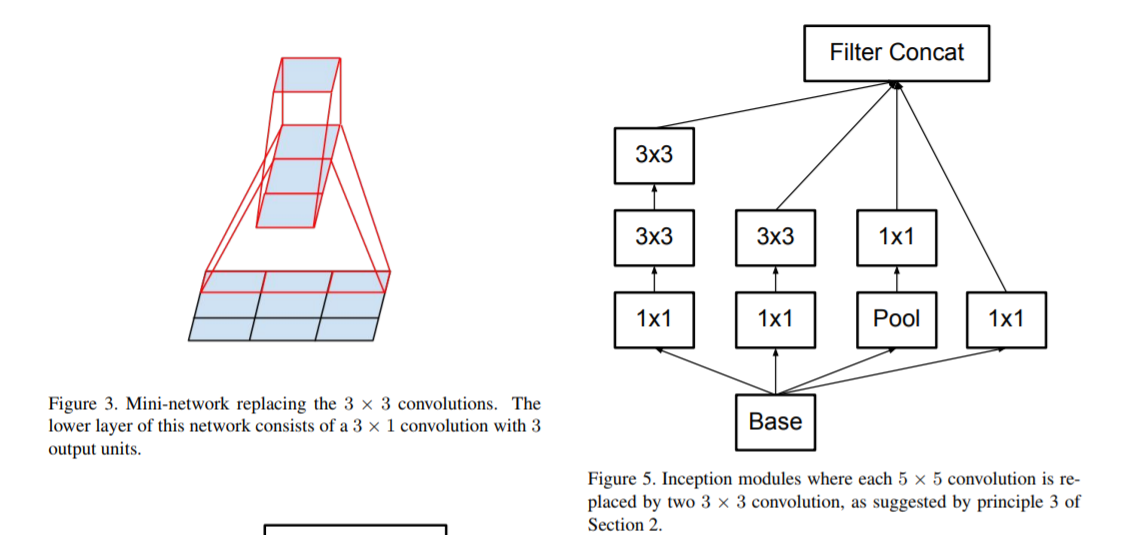 Figure 3. Mini-network replacing the 3 × 3 convolutions. The
lower layer of this network consists of a 3 × 1 convolution with 3
output units.
Filter Concat
3x3
3x3
3x3
1x1
1x1
1x1
Pool
1x1
Base
Figure 5. Inception modules where each 5 × 5 convolution is re-
placed by two 3 × 3 convolution, as suggested by principle 3 of
Section 2.